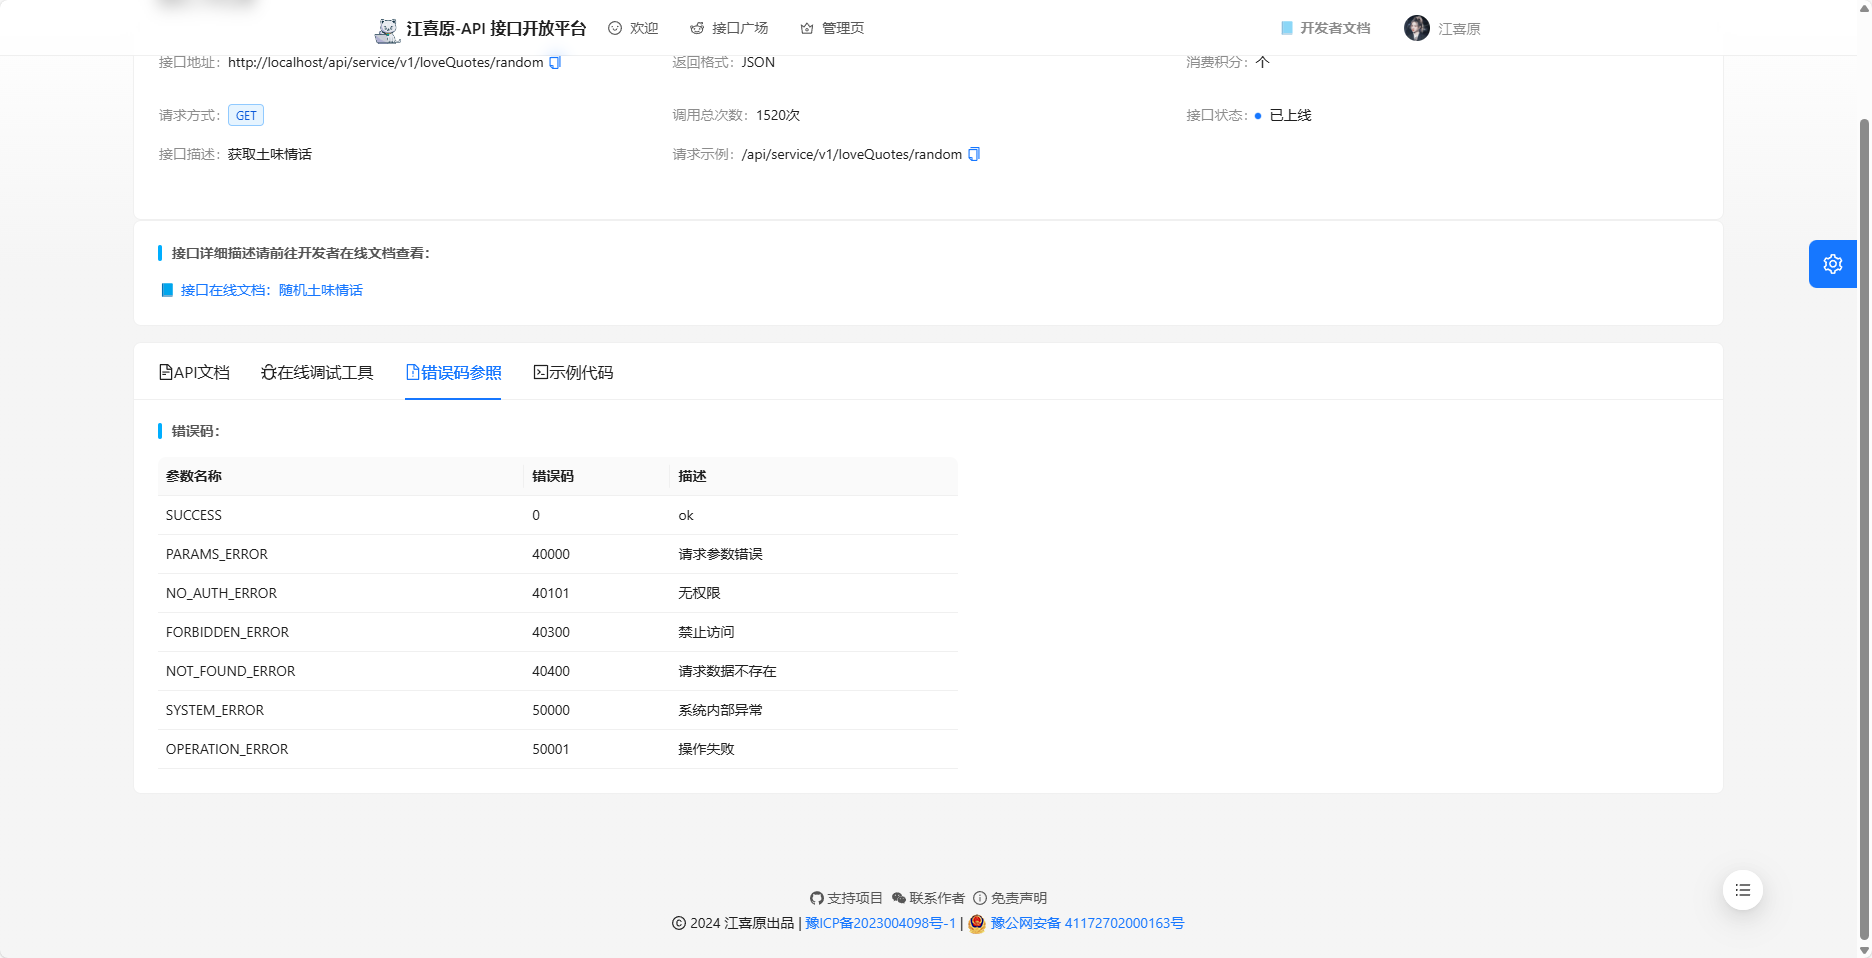 江喜原-API 接口开放平台 欢迎 接口广场 管理页 开发者文档 江喜原
接口地址： http://localhost/api/service/v1/loveQuotes/random 返回格式： JSON 消费积分： 个
请求方式： GET 调用总次数： 1520次 接口状态： 已上线
接口描述： 获取土味情话 请求示例： /api/service/v1/loveQuotes/random
接口详细描述请前往开发者在线文档查看：
接口在线文档：随机土味情话
API文档 在线调试工具 错误码参照 示例代码
错误码：
参数名称 错误码 描述
SUCCESS 0 ok
PARAMS_ERROR 40000 请求参数错误
NO_AUTH_ERROR 40101 无权限
FORBIDDEN_ERROR 40300 禁止访问
NOT_FOUND_ERROR 40400 请求数据不存在
SYSTEM_ERROR 50000 系统内部异常
OPERATION_ERROR 50001 操作失败
支持项目 联系作者 免责声明
© 2024 江喜原出品 | 豫ICP备2023004098号-1 | 豫公网安备 41172702000163号